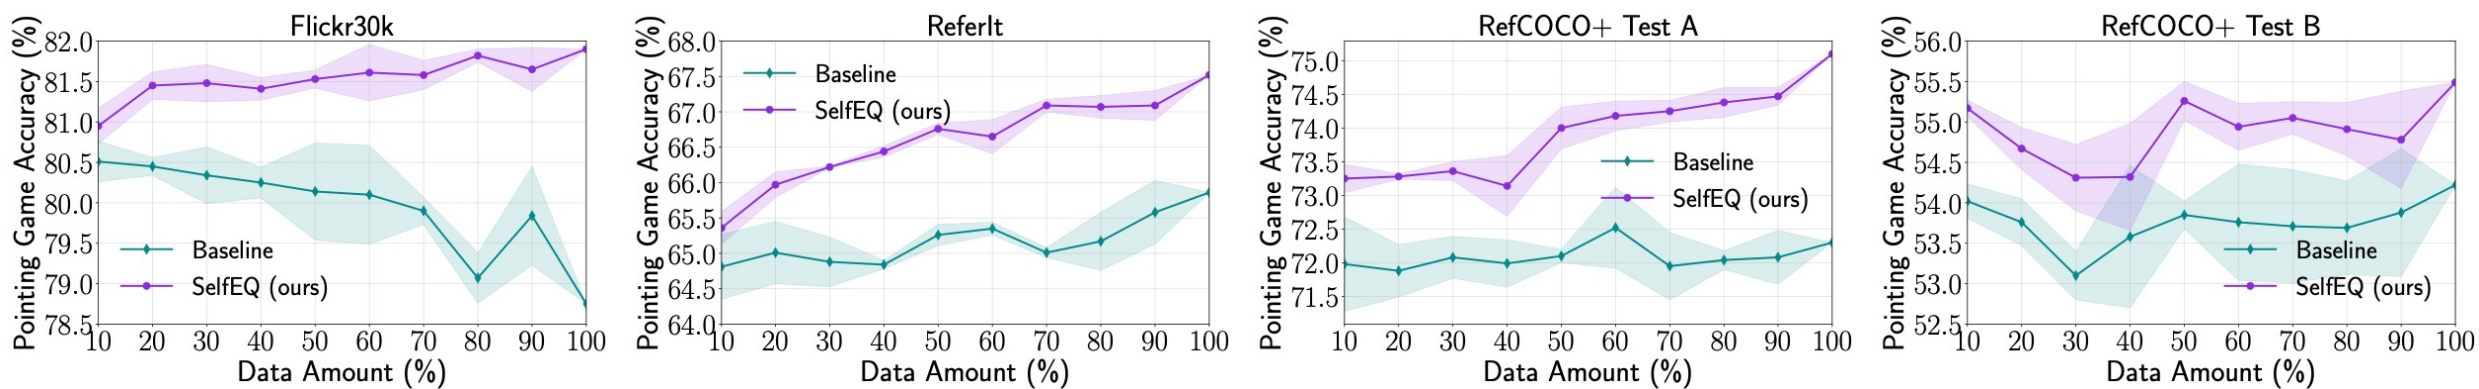 Flickr30k
Pointing Game Accuracy (%)
82.0
81.5
81.0
80.5
80.0
79.5
79.0
78.5
Baseline
SelfEQ (ours)
10 20 30 40 50 60 70 80 90 100
Data Amount (%)
ReferIt
Pointing Game Accuracy (%)
68.0
67.5
67.0
66.5
66.0
65.5
65.0
64.5
64.0
Baseline
SelfEQ (ours)
10 20 30 40 50 60 70 80 90 100
Data Amount (%)
RefCOCO+ Test A
Pointing Game Accuracy (%)
75.0
74.5
74.0
73.5
73.0
72.5
72.0
71.5
Baseline
SelfEQ (ours)
10 20 30 40 50 60 70 80 90 100
Data Amount (%)
RefCOCO+ Test B
Pointing Game Accuracy (%)
56.0
55.5
55.0
54.5
54.0
53.5
53.0
52.5
Baseline
SelfEQ (ours)
10 20 30 40 50 60 70 80 90 100
Data Amount (%)